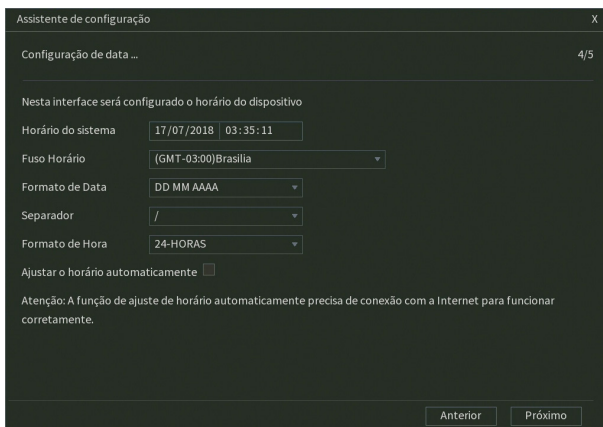 Assistente de configuração X
Configuração de data ... 4/5
Nesta interface será configurado o horário do dispositivo
Horário do sistema 17/07/2018 03:35:11
Fuso Horário (GMT-03:00)Brasilia
Formato de Data DD MM AAAA
Separador /
Formato de Hora 24-HORAS
Ajustar o horário automaticamente
Atenção: A função de ajuste de horário automaticamente precisa de conexão com a Internet para funcionar
corretamente.
Anterior Próximo